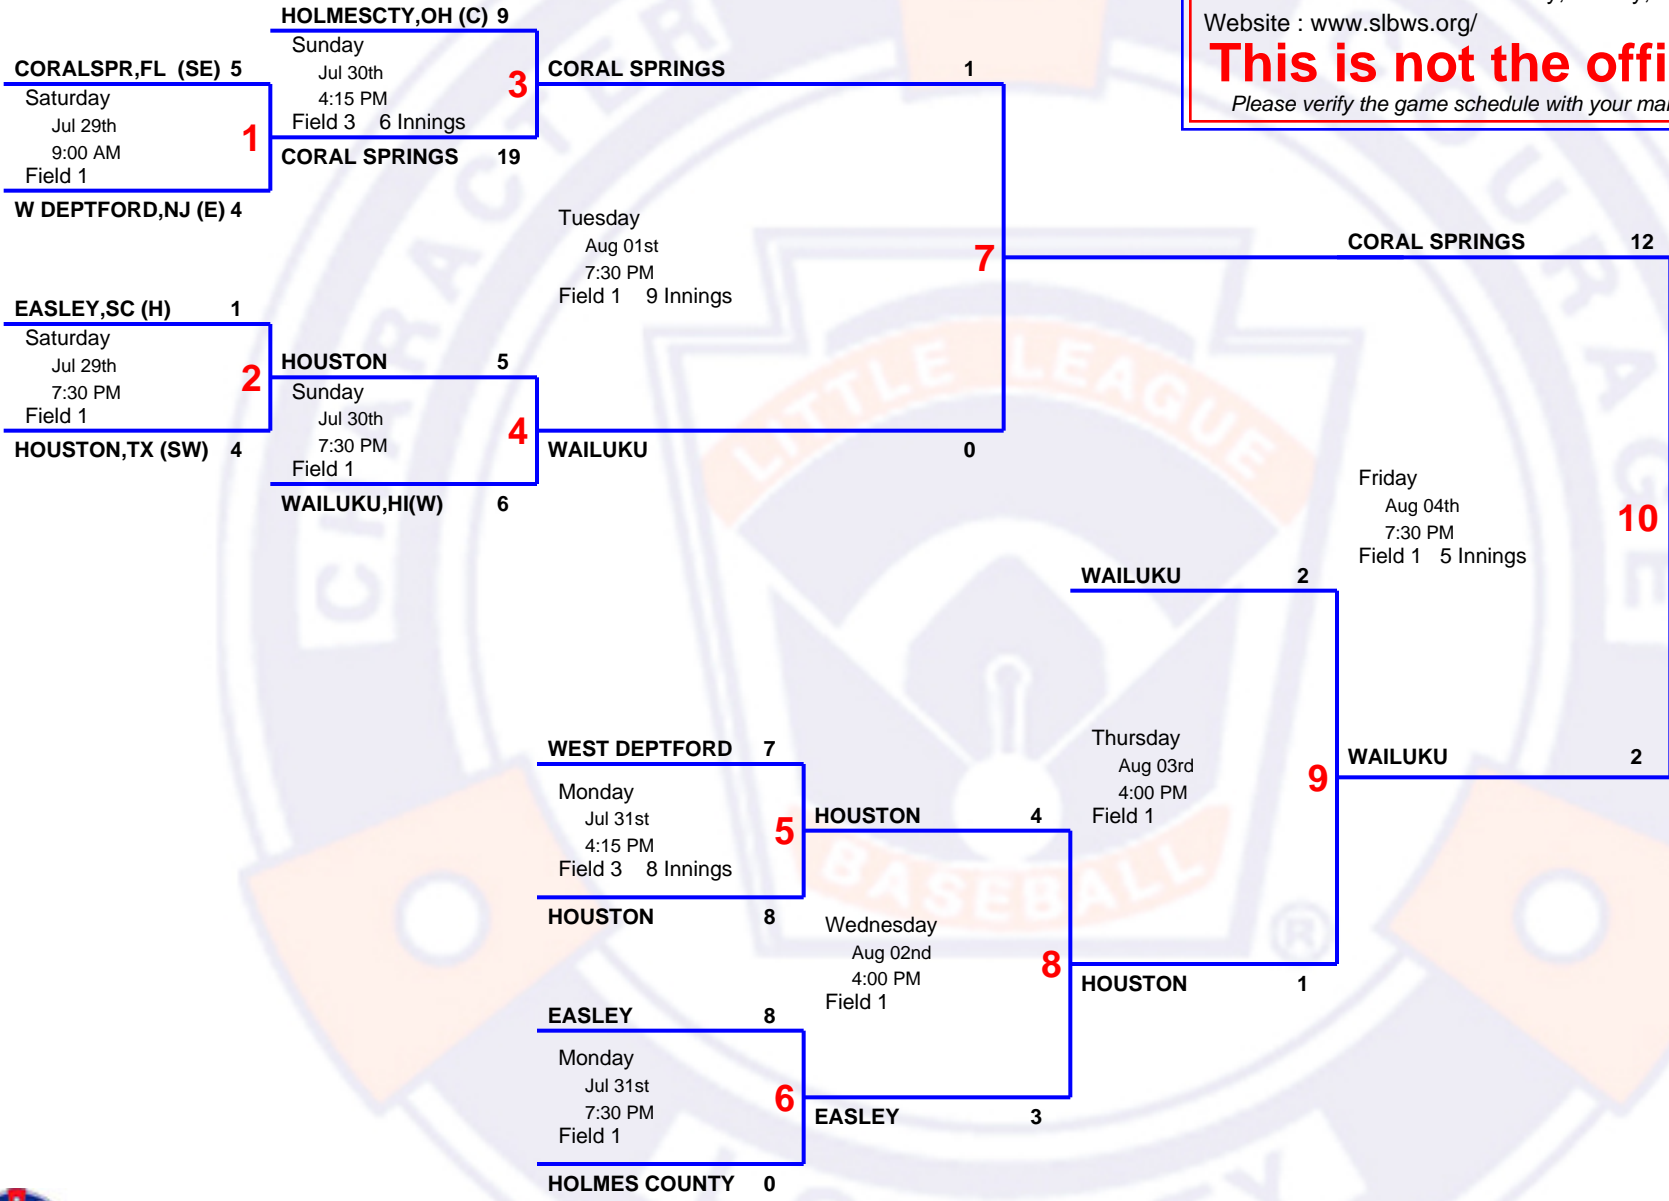 HOLMESCTY,OH (C) 9
Sunday
Jul 30th
4:15 PM
Field 3 6 Innings
3
CORALSPR,FL (SE) 5
Saturday
Jul 29th
9:00 AM
Field 1
1
W DEPTFORD,NJ (E) 4
CORAL SPRINGS 19
CORAL SPRINGS 1
Website : www.slbws.org/
This is not the offi
Please verify the game schedule with your
Tuesday
Aug 01st
7:30 PM
Field 1 9 Innings
7
CORAL SPRINGS 12
EASLEY,SC (H) 1
Saturday
Jul 29th
7:30 PM
Field 1
2
HOUSTON,TX (SW) 4
HOUSTON 5
Sunday
Jul 30th
7:30 PM
Field 1
4
WAILUKU,HI(W) 6
WAILUKU 0
Friday
Aug 04th
7:30 PM
Field 1 5 Innings
10
WAILUKU 2
Thursday
Aug 03rd
4:00 PM
Field 1
9
WAILUKU 2
WEST DEPTFORD 7
Monday
Jul 31st
4:15 PM
Field 3 8 Innings
5
HOUSTON 8
HOUSTON 4
Wednesday
Aug 02nd
4:00 PM
Field 1
8
HOUSTON 1
EASLEY 8
Monday
Jul 31st
7:30 PM
Field 1
6
EASLEY 3
HOLMES COUNTY 0
CHARACTER
COURAGE
LITTLE LEAGUE
BASEBALL
®